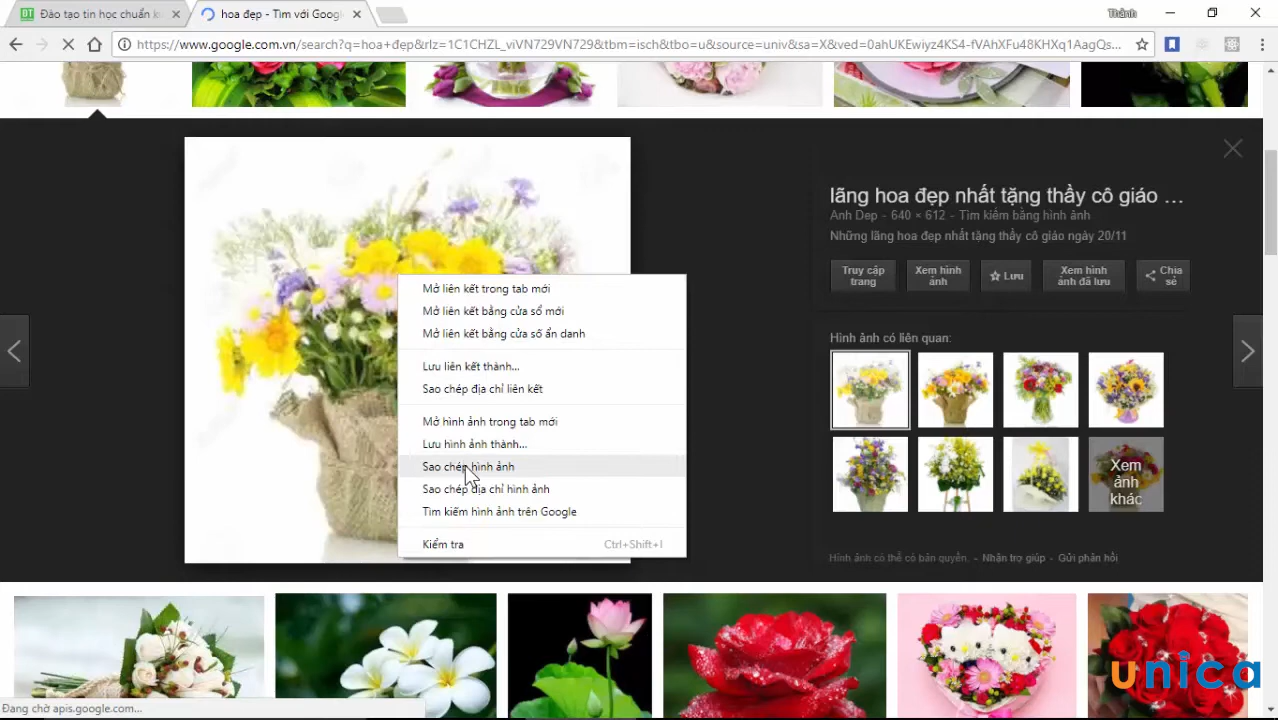 Đào tạo tin học chuẩn k
hoa đẹp - Tìm với Googl
Thành
https://www.google.com.vn/search?q=hoa+đẹp&rlz=1C1CHZL_viVN729VN729&tbm=isch&tbo=u&source=univ&sa=X&ved=0ahUKEwiyz4KS4-fVAhXFu48KHXq1AagQs...
lãng hoa đẹp nhất tặng thầy cô giáo ...
Anh Dep - 640 × 612 - Tìm kiếm bằng hình ảnh
Những lãng hoa đẹp nhất tặng thầy cô giáo ngày 20/11
Truy cập trang
Xem hình ảnh
Lưu
Xem hình ảnh đã lưu
Chia sẻ
Mở liên kết trong tab mới
Mở liên kết bằng cửa sổ mới
Mở liên kết bằng cửa sổ ẩn danh
Lưu liên kết thành...
Sao chép địa chỉ liên kết
Mở hình ảnh trong tab mới
Lưu hình ảnh thành...
Sao chép hình ảnh
Sao chép địa chỉ hình ảnh
Tìm kiếm hình ảnh trên Google
Kiểm tra Ctrl+Shift+I
Hình ảnh có liên quan:
Xem
ảnh
khác
Hình ảnh có thể có bản quyền. - Nhận trợ giúp - Gửi phản hồi
unica
Đang chờ apis.google.com...